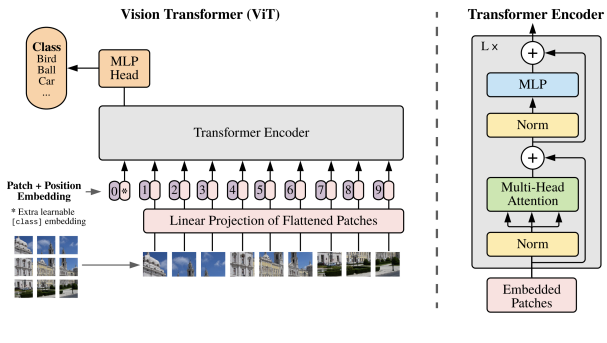 Vision Transformer (ViT)
Transformer Encoder
Class
Bird
Ball
Car
...
MLP
Head
Transformer Encoder
Patch + Position
Embedding
* Extra learnable
[class] embedding
0 * 1 2 3 4 5 6 7 8 9
Linear Projection of Flattened Patches
L x
+
MLP
Norm
+
Multi-Head
Attention
Norm
Embedded
Patches